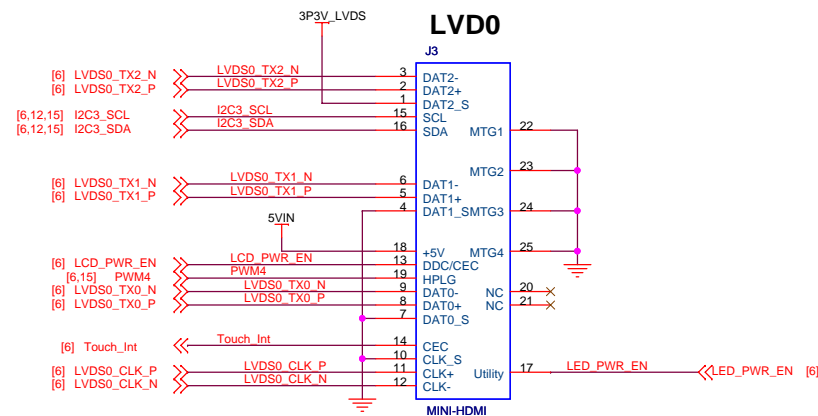 3P3V_LVDS
LVD0
J3
[6] LVDS0_TX2_N LVDS0_TX2_N 3 DAT2-
[6] LVDS0_TX2_P LVDS0_TX2_P 2 DAT2+
1 DAT2_S
[6,12,15] I2C3_SCL I2C3_SCL 15 SCL
[6,12,15] I2C3_SDA I2C3_SDA 16 SDA MTG1 22
MTG2 23
[6] LVDS0_TX1_N LVDS0_TX1_N 6 DAT1-
[6] LVDS0_TX1_P LVDS0_TX1_P 5 DAT1+
4 DAT1_S MTG3 24
5VIN
18 +5V MTG4 25
[6] LCD_PWR_EN LCD_PWR_EN 13 DDC/CEC
[6,15] PWM4 PWM4 19 HPLG
[6] LVDS0_TX0_N LVDS0_TX0_N 9 DAT0- NC 20
[6] LVDS0_TX0_P LVDS0_TX0_P 8 DAT0+ NC 21
7 DAT0_S
[6] Touch_Int Touch_Int 14 CEC
10 CLK_S
[6] LVDS0_CLK_P LVDS0_CLK_P 11 CLK+ Utility 17 LED_PWR_EN LED_PWR_EN [6]
[6] LVDS0_CLK_N LVDS0_CLK_N 12 CLK-
MINI-HDMI